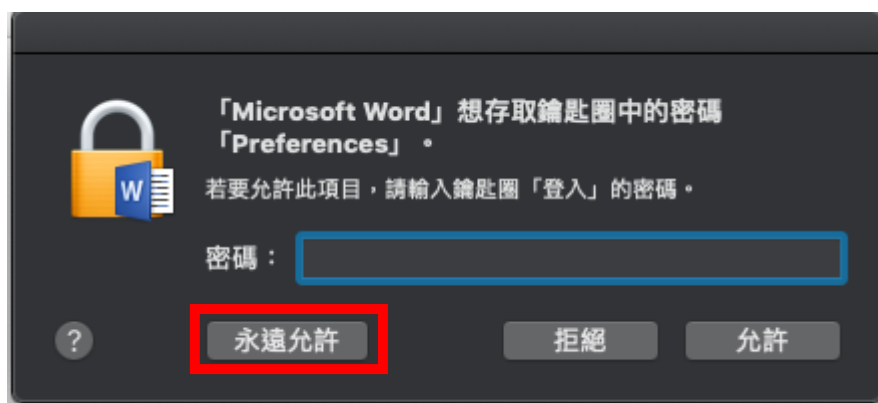 「Microsoft Word」想存取鑰匙圈中的密碼
「Preferences」。
若要允許此項目，請輸入鑰匙圈「登入」的密碼。
密碼：
W
? 永遠允許 拒絕 允許